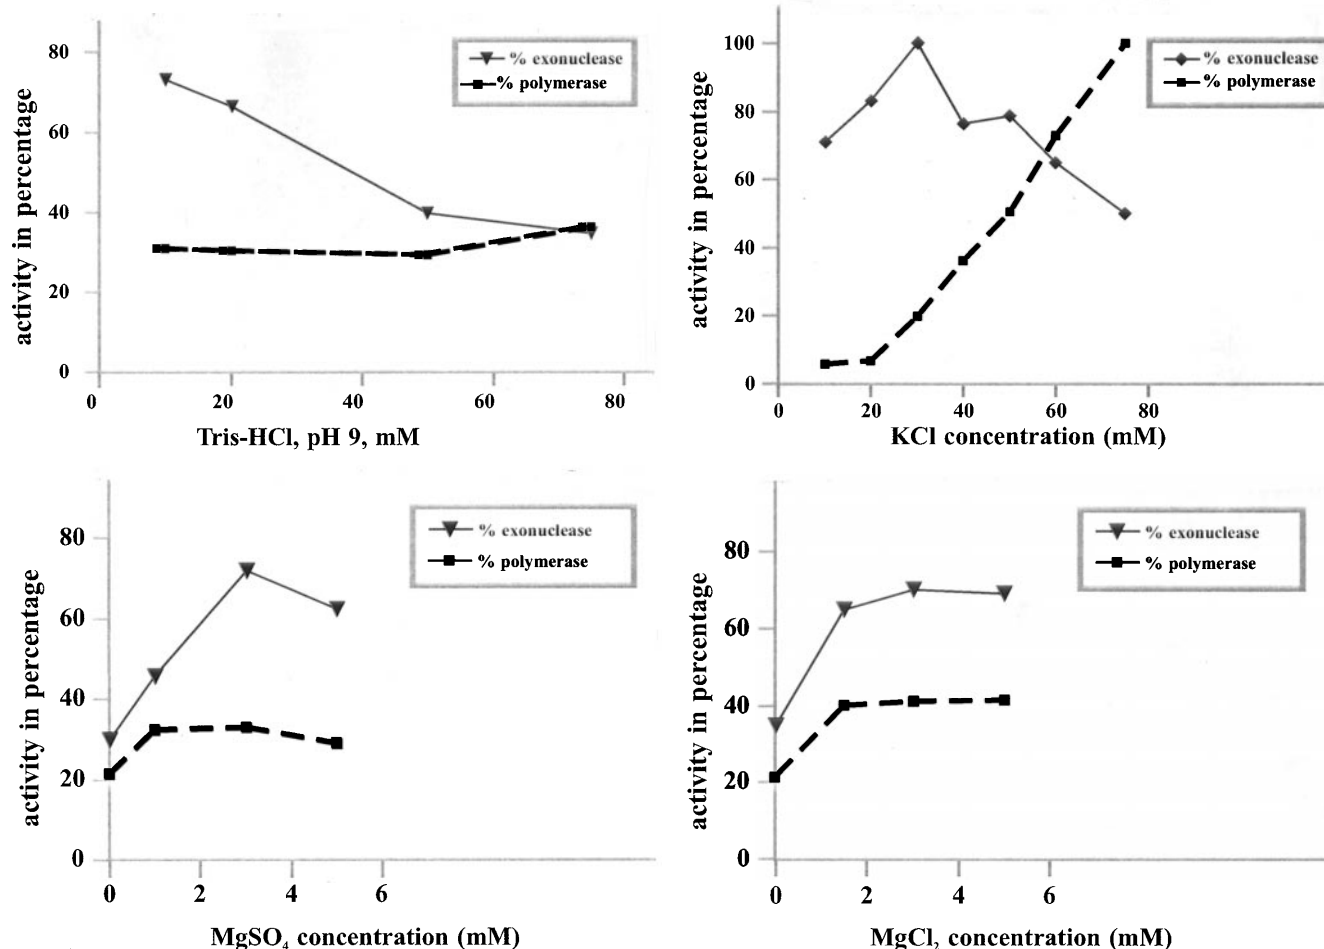 activity in percentage
80
60
40
20
0
% exonuclease
% polymerase
0
20
40
60
80
Tris-HCl, pH 9, mM
activity in percentage
100
80
60
40
20
0
% exonuclease
% polymerase
0
20
40
60
80
KCl concentration (mM)
activity in percentage
80
60
40
20
0
% exonuclease
% polymerase
0
2
4
6
MgSO₄ concentration (mM)
activity in percentage
80
60
40
20
0
% exonuclease
% polymerase
0
2
4
6
MgCl₂ concentration (mM)